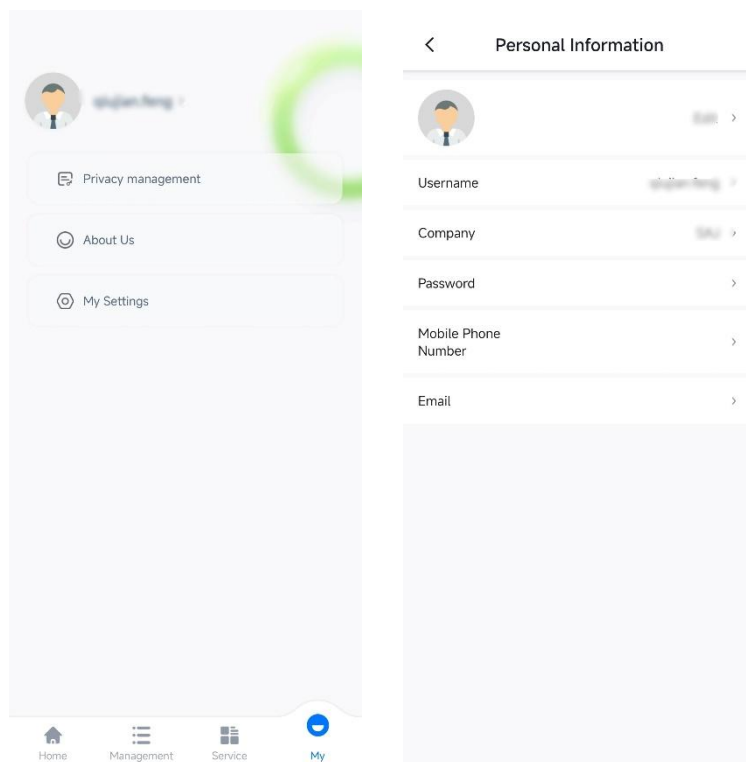 Privacy management
About Us
My Settings
Home
Management
Service
My
Personal Information
Username
Company
Password
Mobile Phone
Number
Email